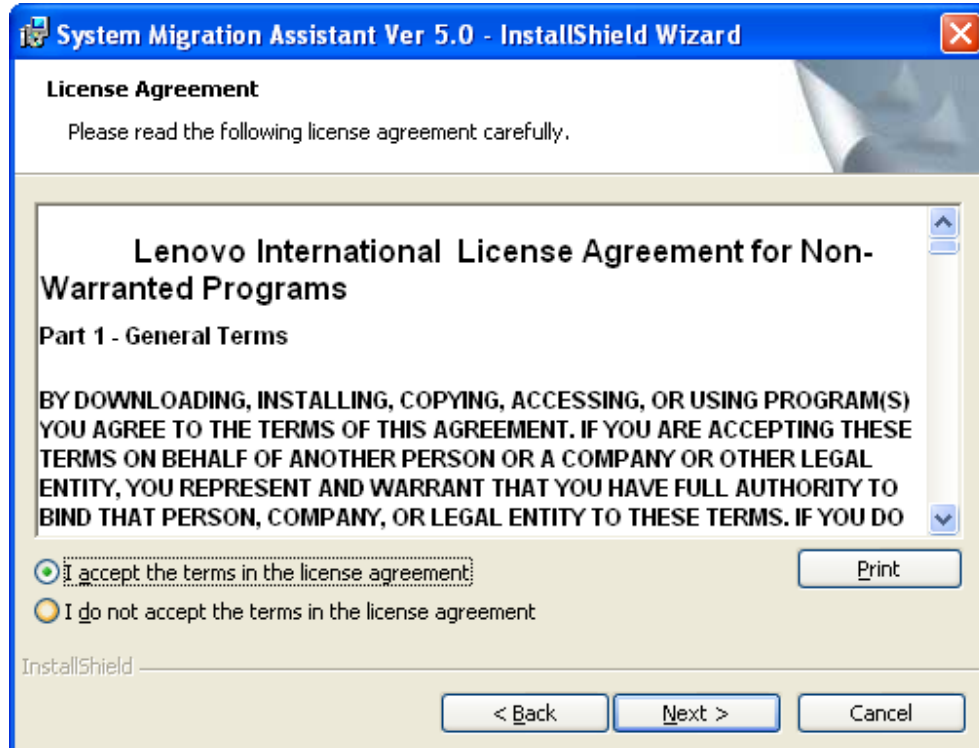 System Migration Assistant Ver 5.0 - InstallShield Wizard
License Agreement
Please read the following license agreement carefully.
Lenovo International License Agreement for Non-
Warranted Programs
Part 1 - General Terms
BY DOWNLOADING, INSTALLING, COPYING, ACCESSING, OR USING PROGRAM(S)
YOU AGREE TO THE TERMS OF THIS AGREEMENT. IF YOU ARE ACCEPTING THESE
TERMS ON BEHALF OF ANOTHER PERSON OR A COMPANY OR OTHER LEGAL
ENTITY, YOU REPRESENT AND WARRANT THAT YOU HAVE FULL AUTHORITY TO
BIND THAT PERSON, COMPANY, OR LEGAL ENTITY TO THESE TERMS. IF YOU DO
I accept the terms in the license agreement
Print
I do not accept the terms in the license agreement
InstallShield
< Back Next > Cancel